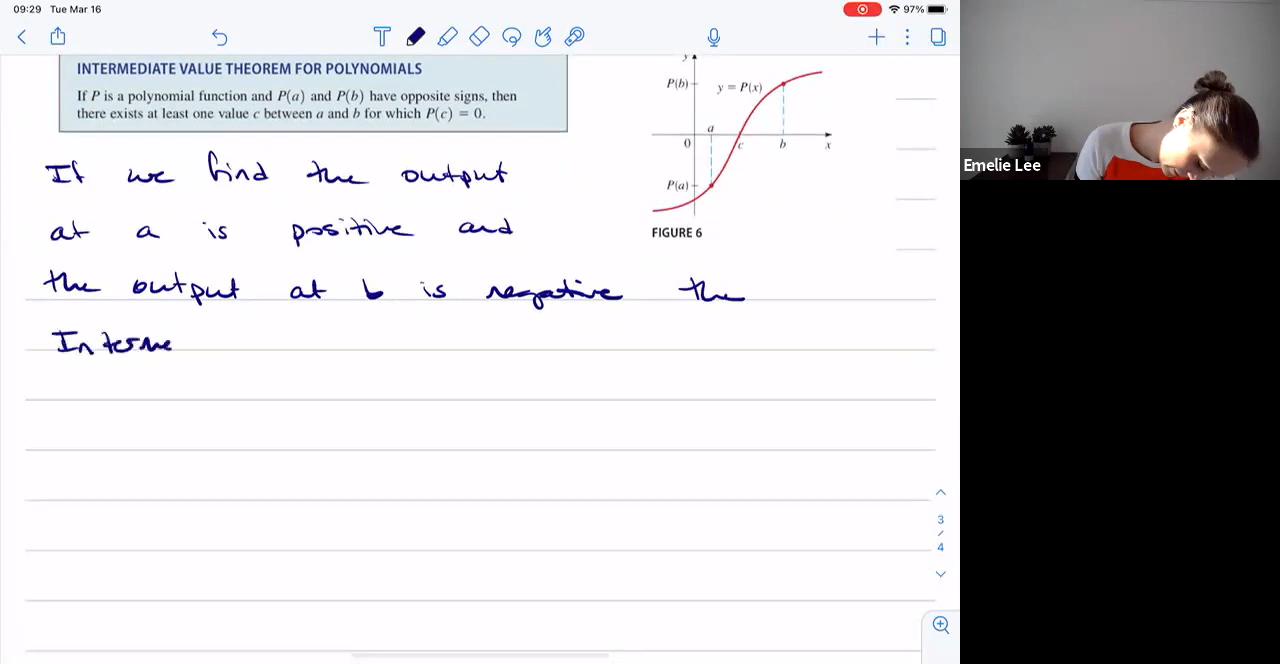 09:29 Tue Mar 16
97%
INTERMEDIATE VALUE THEOREM FOR POLYNOMIALS
If P is a polynomial function and P(a) and P(b) have opposite signs, then
there exists at least one value c between a and b for which P(c) = 0.
y
P(b)
y = P(x)
a
0
c
b
x
P(a)
FIGURE 6
If we find the output
at a is positive and
the output at b is negative the
Interme
Emelie Lee
3
/
4